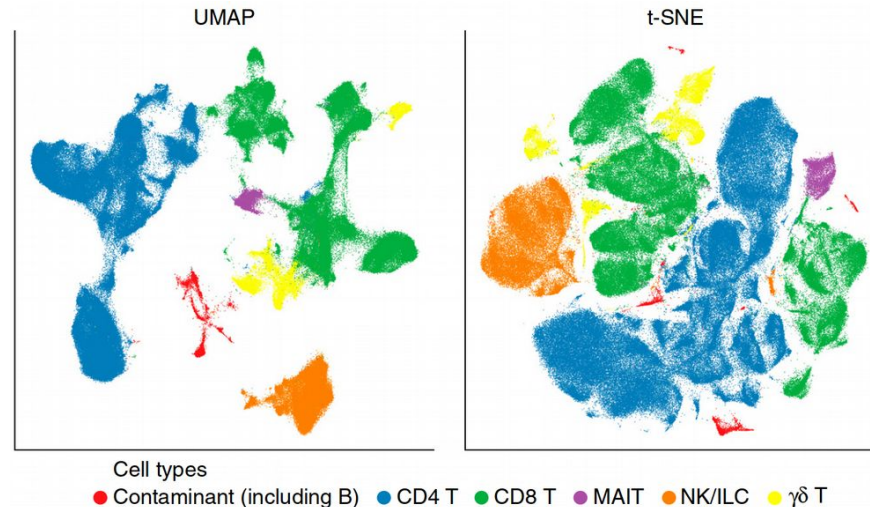 UMAP
t-SNE
Cell types
Contaminant (including B) CD4 T CD8 T MAIT NK/ILC γδ T